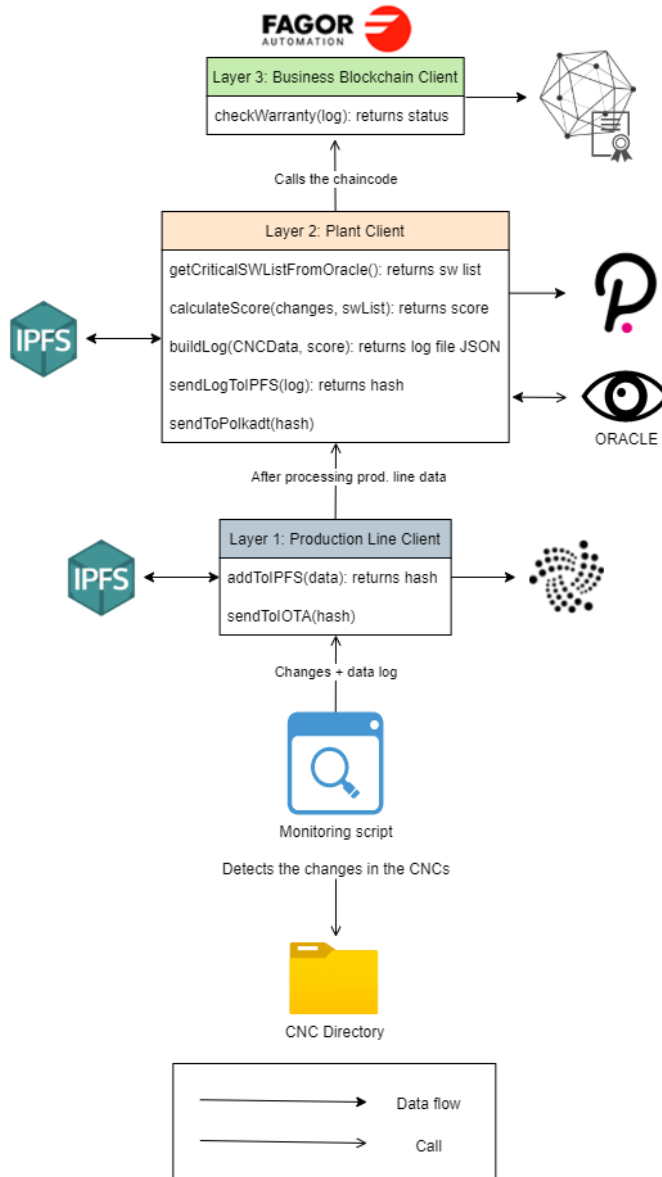 FAGOR
AUTOMATION
Layer 3: Business Blockchain Client
checkWarranty(log): returns status
Calls the chaincode
Layer 2: Plant Client
getCriticalSWListFromOracle(): returns sw list
calculateScore(changes, swList): returns score
buildLog(CNCData, score): returns log file JSON
sendLogToIPFS(log): returns hash
sendToPolkadt(hash)
IPFS
ORACLE
After processing prod. line data
Layer 1: Production Line Client
addToIPFS(data): returns hash
sendToIOTA(hash)
IPFS
Changes + data log
Monitoring script
Detects the changes in the CNCs
CNC Directory
Data flow
Call